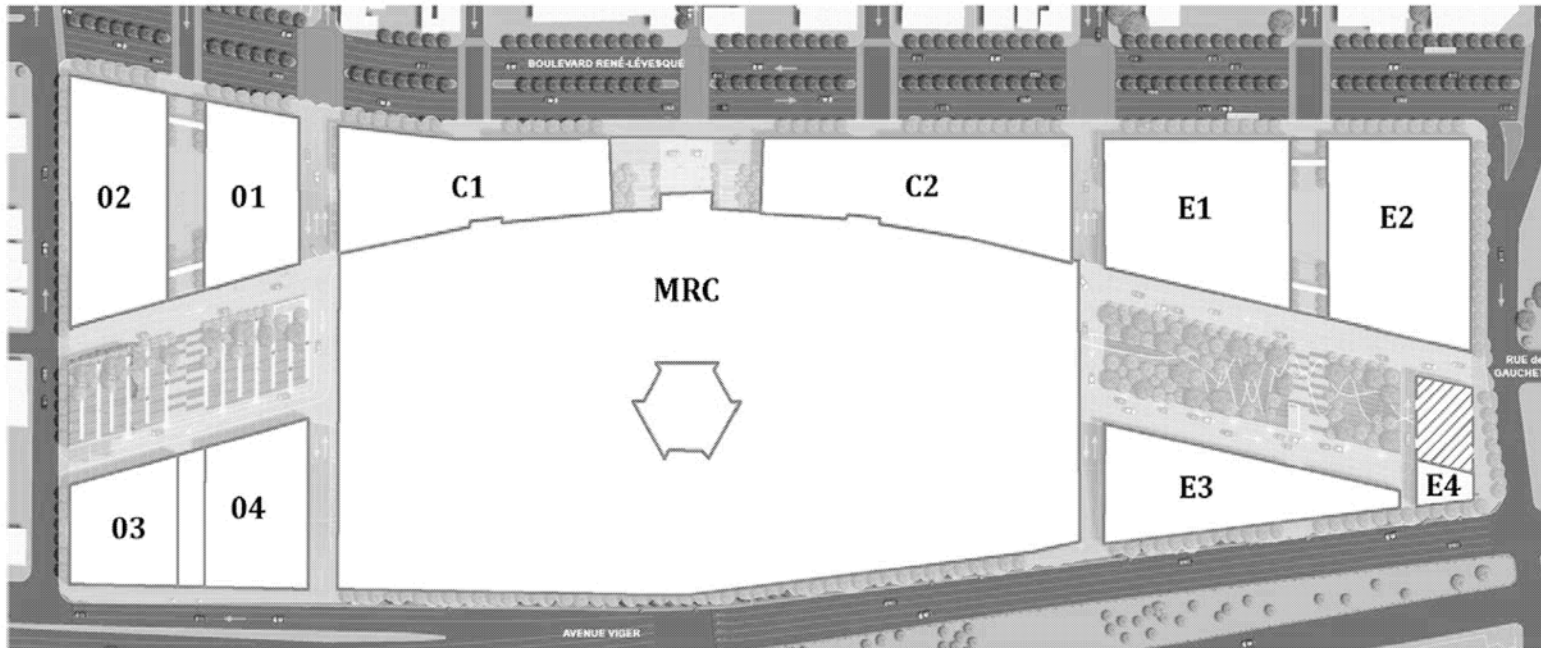 BOULEVARD RENÉ-LÉVESQUE
02
01
C1
C2
E1
E2
MRC
RUE de
GAUCHET
03
04
E3
E4
AVENUE VIGER